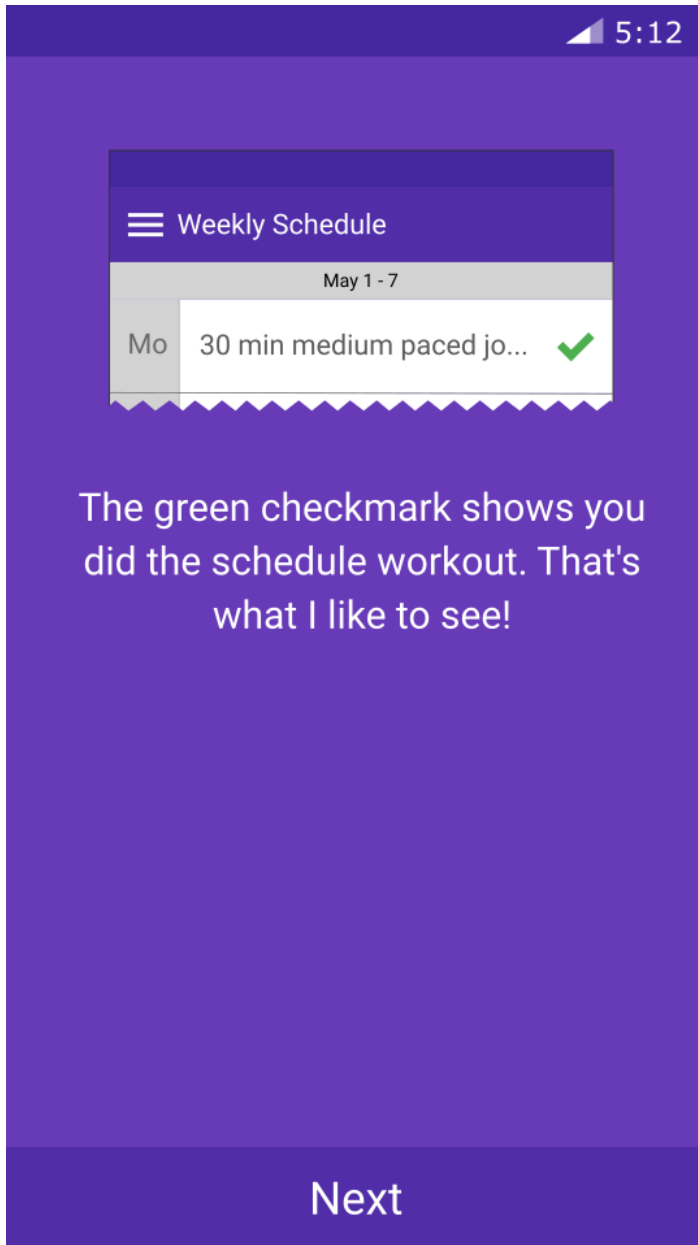 5:12
Weekly Schedule
May 1 - 7
Mo 30 min medium paced jo...
The green checkmark shows you
did the schedule workout. That's
what I like to see!
Next